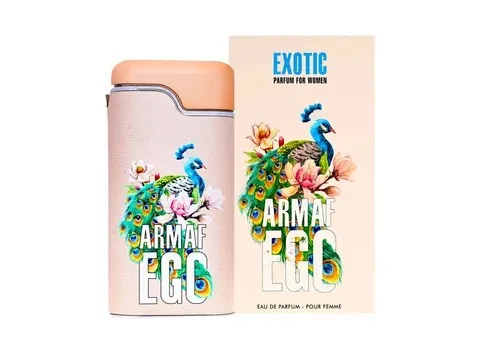 ARMAF
EGO
EXOTIC
PARFUM FOR WOMEN
ARMAF
EGO
EAU DE PARFUM - POUR FEMME